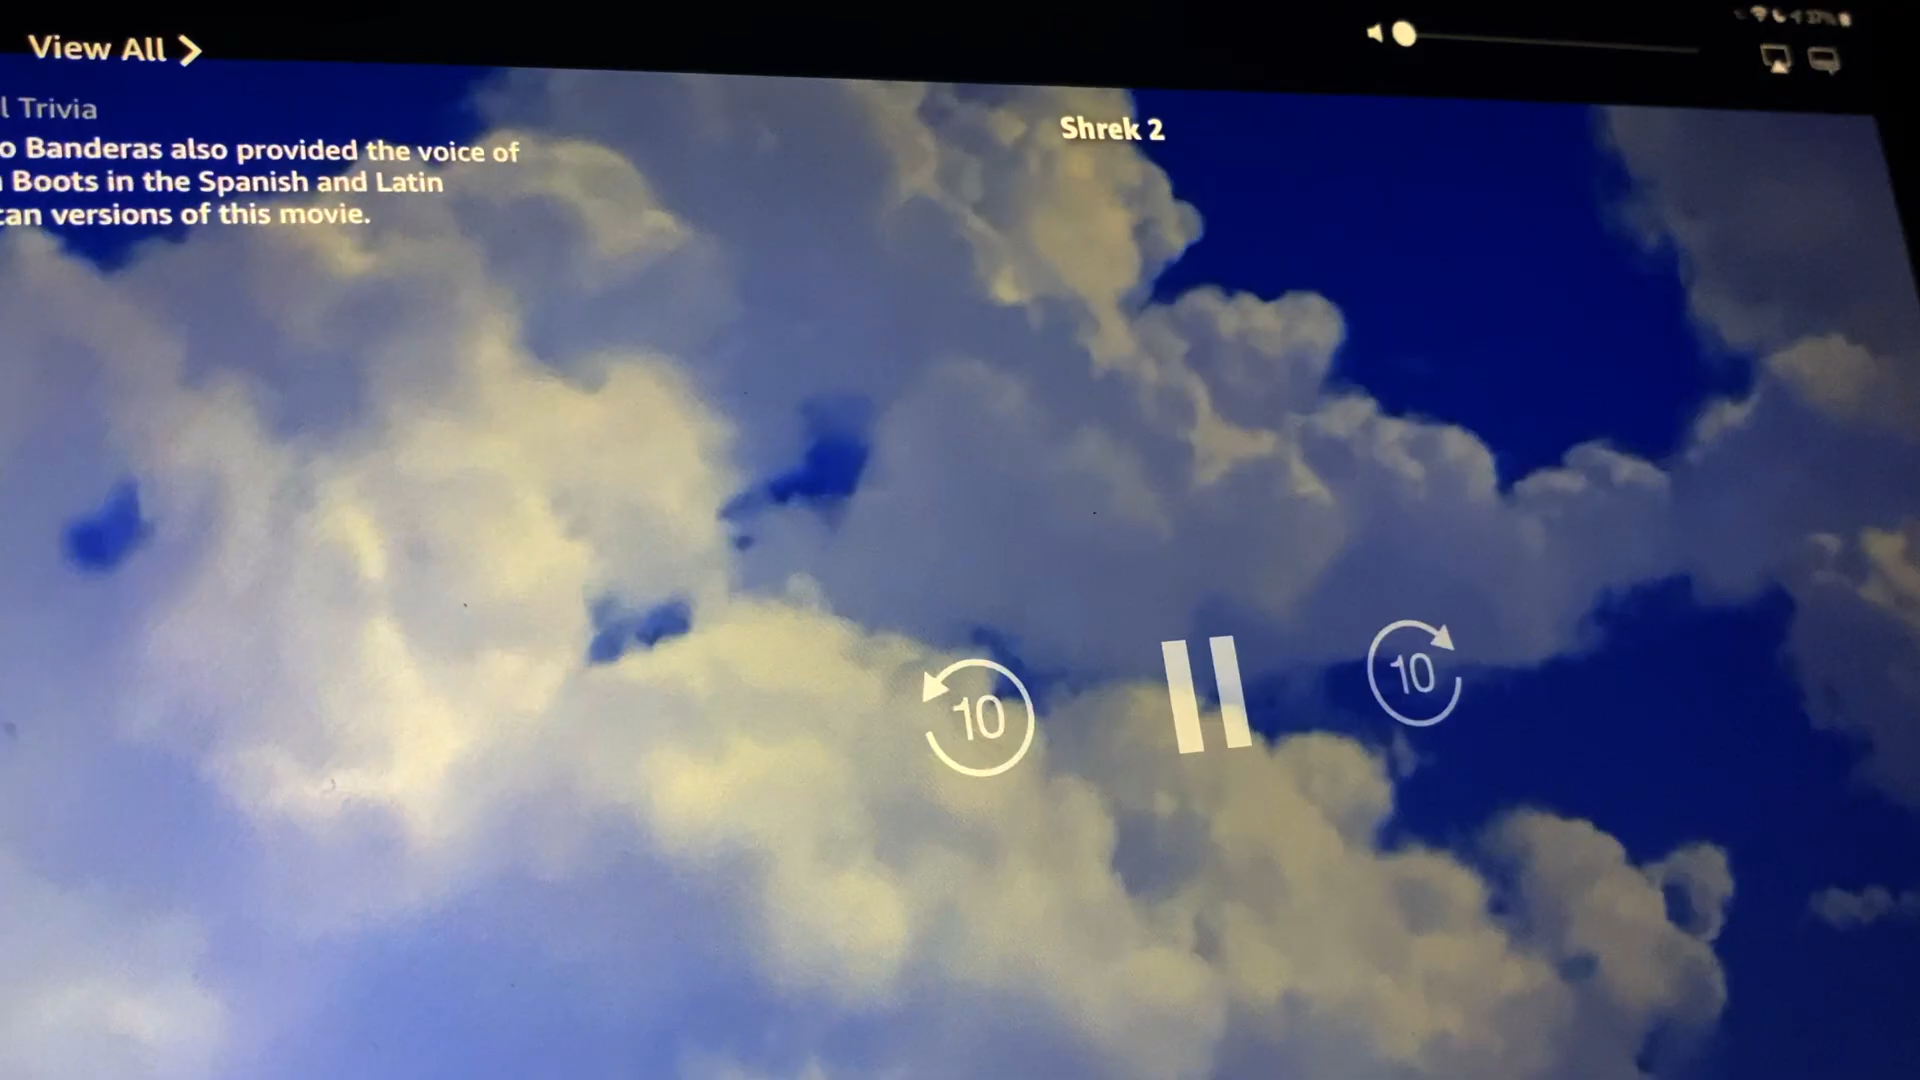 View All
l Trivia
o Banderas also provided the voice of
Boots in the Spanish and Latin
can versions of this movie.
Shrek 2
10
10